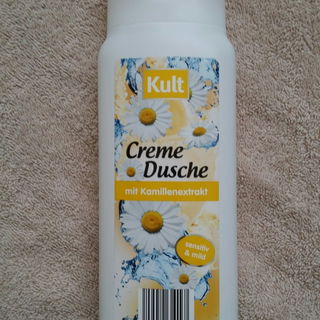 Kult
Creme
Dusche
mit Kamillenextrakt
sensitiv
& mild